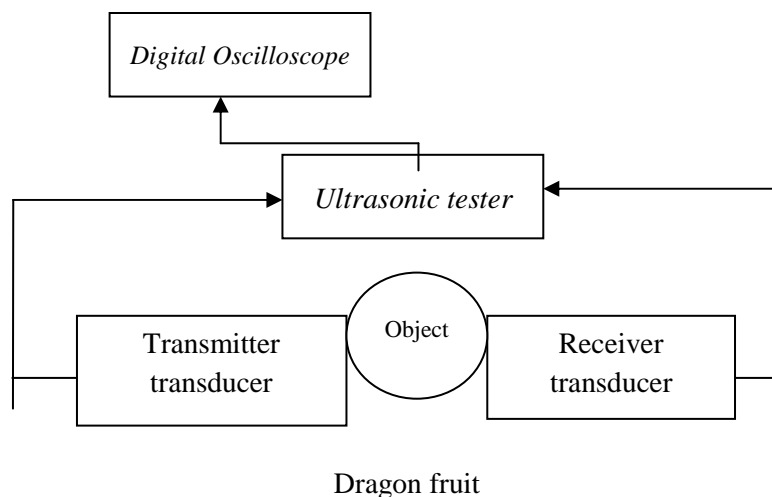 Digital Oscilloscope
Ultrasonic tester
Transmitter
transducer
Object
Receiver
transducer
Dragon fruit